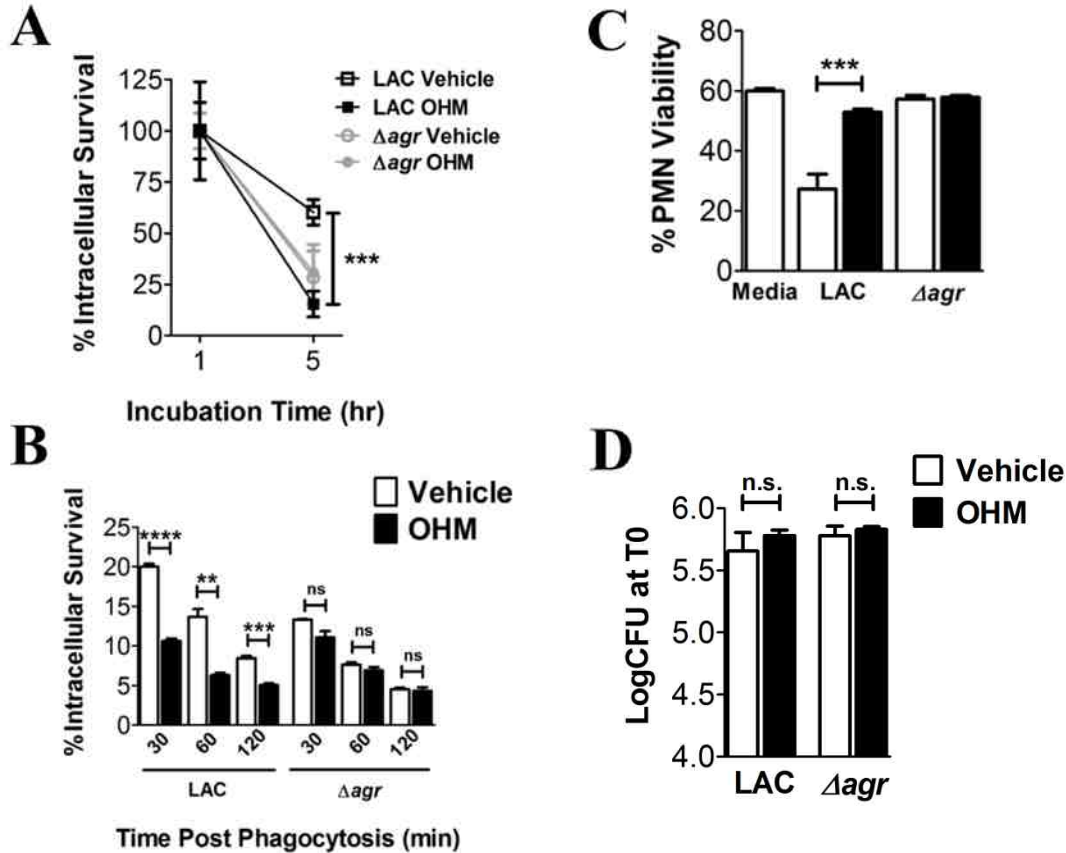 A
% Intracellular Survival
125
100
75
50
25
0
1
5
Incubation Time (hr)
LAC Vehicle
LAC OHM
Δagr Vehicle
Δagr OHM
***
C
% PMN Viability
80
60
40
20
0
***
Media
LAC
Δagr
B
Vehicle
OHM
% Intracellular Survival
25
20
15
10
5
0
****
**
***
ns
ns
ns
30
60
120
30
60
120
LAC
Δagr
Time Post Phagocytosis (min)
D
Vehicle
OHM
LogCFU at T0
6.0
5.5
5.0
4.5
4.0
n.s.
n.s.
LAC
Δagr